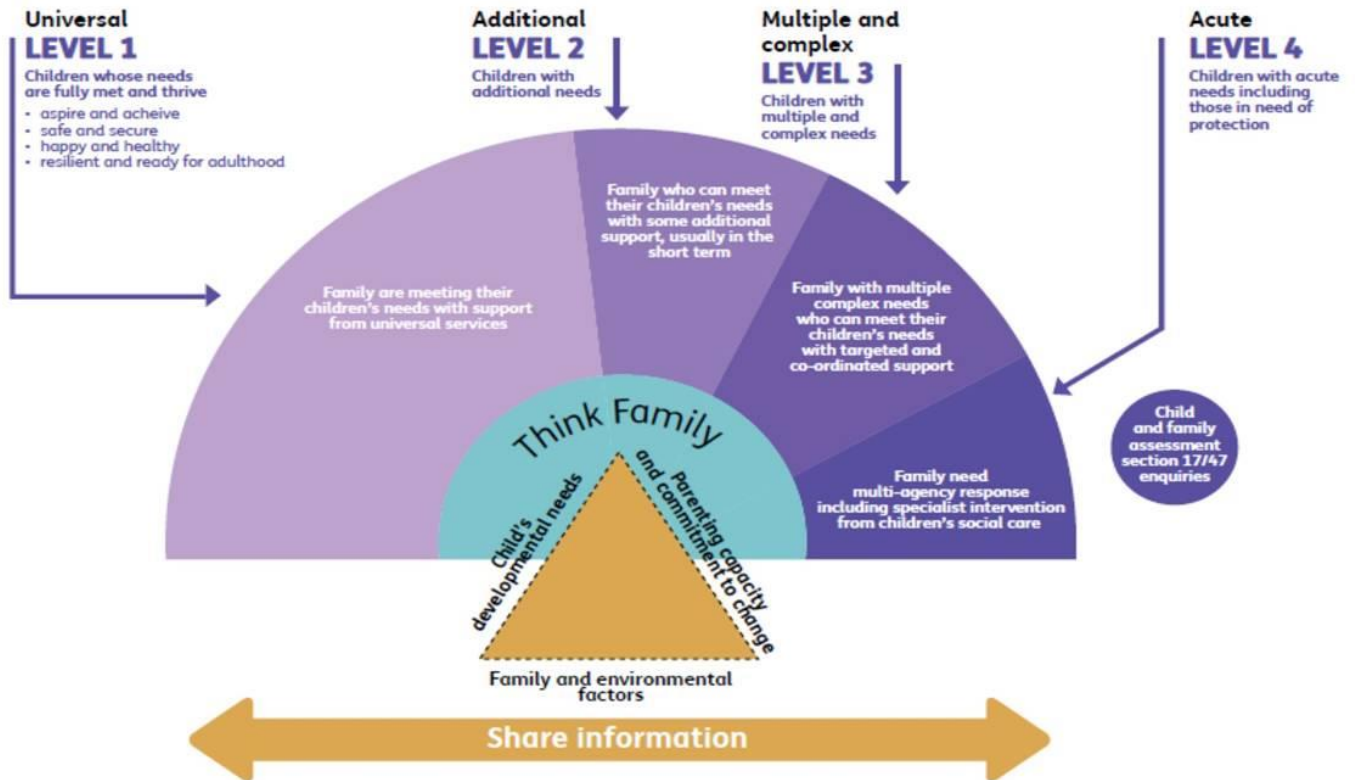 Universal
LEVEL 1
Children whose needs
are fully met and thrive
• aspire and acheive
• safe and secure
• happy and healthy
• resilient and ready for adulthood
Additional
LEVEL 2
Children with
additional needs
Multiple and
complex
LEVEL 3
Children with
multiple and
complex needs
Acute
LEVEL 4
Children with acute
needs including
those in need of
protection
Family are meeting their
children's needs with support
from universal services
Family who can meet
their children's needs
with some additional
support, usually in the
short term
Family with multiple
complex needs
who can meet their
children's needs
with targeted and
co-ordinated support
Family need
multi-agency response
including specialist intervention
from children's social care
Child
and family
assessment
section 17/47
enquiries
Think Family
Child's
developmental needs
Parenting capacity
and commitment to change
Family and environmental
factors
Share information